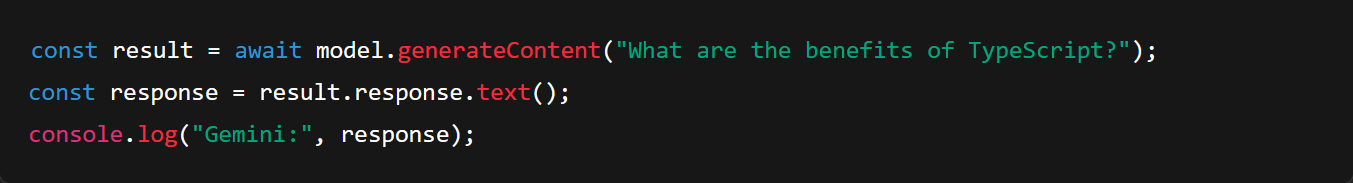 const result = await model.generateContent("What are the benefits of TypeScript?");
const response = result.response.text();
console.log("Gemini:", response);